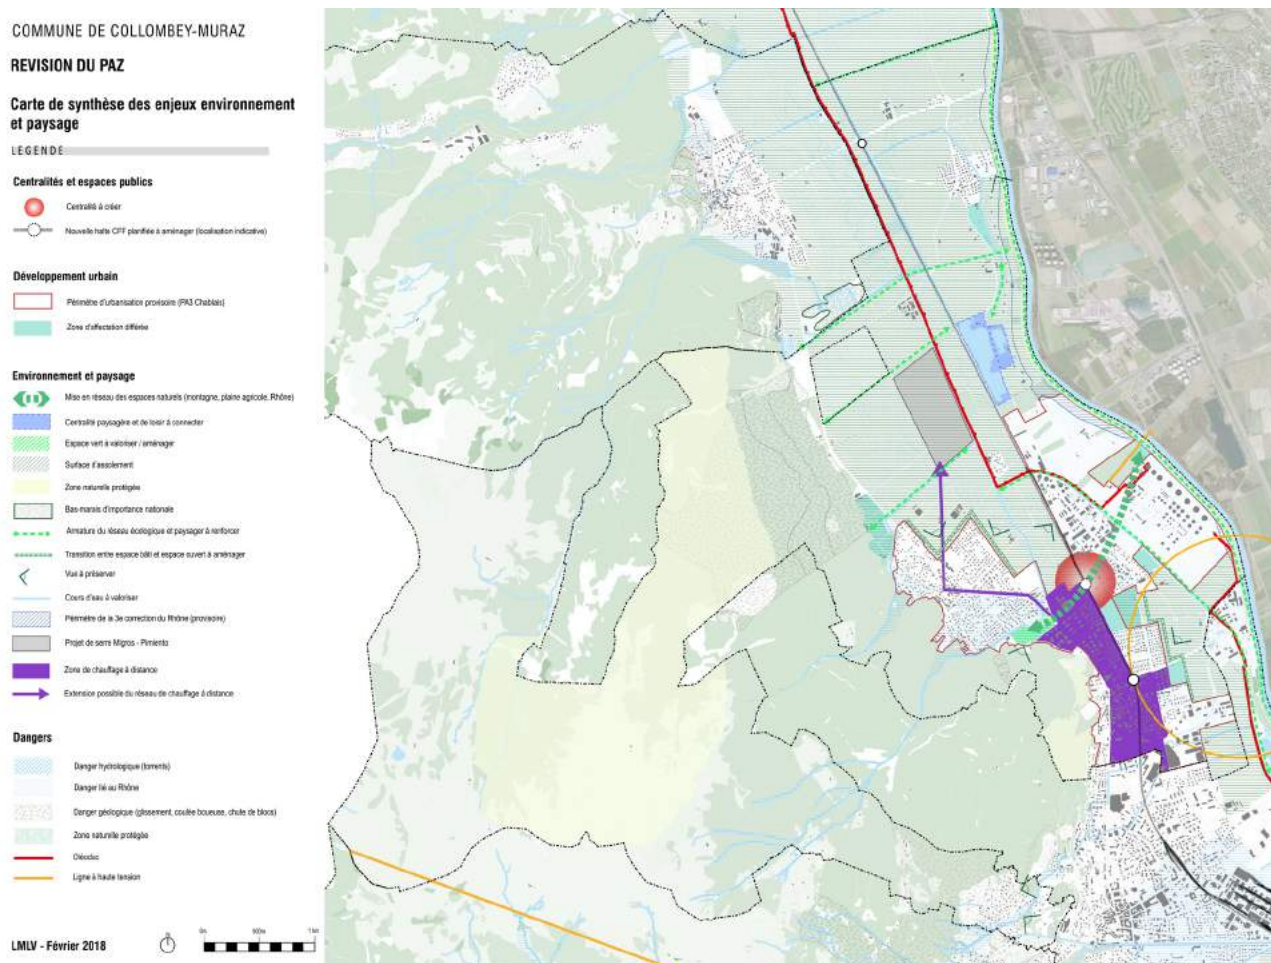 COMMUNE DE COLLOMBEY-MURAZ
REVISION DU PAZ
Carte de synthèse des enjeux environnement
et paysage
LEGENDE
Centralités et espaces publics
Centralité à créer
Nouvelle halte CFF planifiée à aménager (localisation indicative)
Développement urbain
Périmètre d'urbanisation provisoire (PA3 Chablais)
Zone d'affectation différée
Environnement et paysage
Mise en réseau des espaces naturels (montagne, plaine agricole, Rhône)
Centralité paysagère et de loisir à connecter
Espace vert à valoriser / aménager
Surface d'assolement
Zone naturelle protégée
Bas-marais d'importance nationale
Armature du réseau écologique et paysager à renforcer
Transition entre espace bâti et espace ouvert à aménager
Vue à préserver
Cours d'eau à valoriser
Périmètre de la 3e correction du Rhône (provisoire)
Projet de serre Migros - Pimiento
Zone de chauffage à distance
Extension possible du réseau de chauffage à distance
Dangers
Danger hydrologique (torrents)
Danger lié au Rhône
Danger géologique (glissement, coulée boueuse, chute de blocs)
Zone naturelle protégée
Oléoduc
Ligne à haute tension
LMLV - Février 2018
0m 500m 1 km